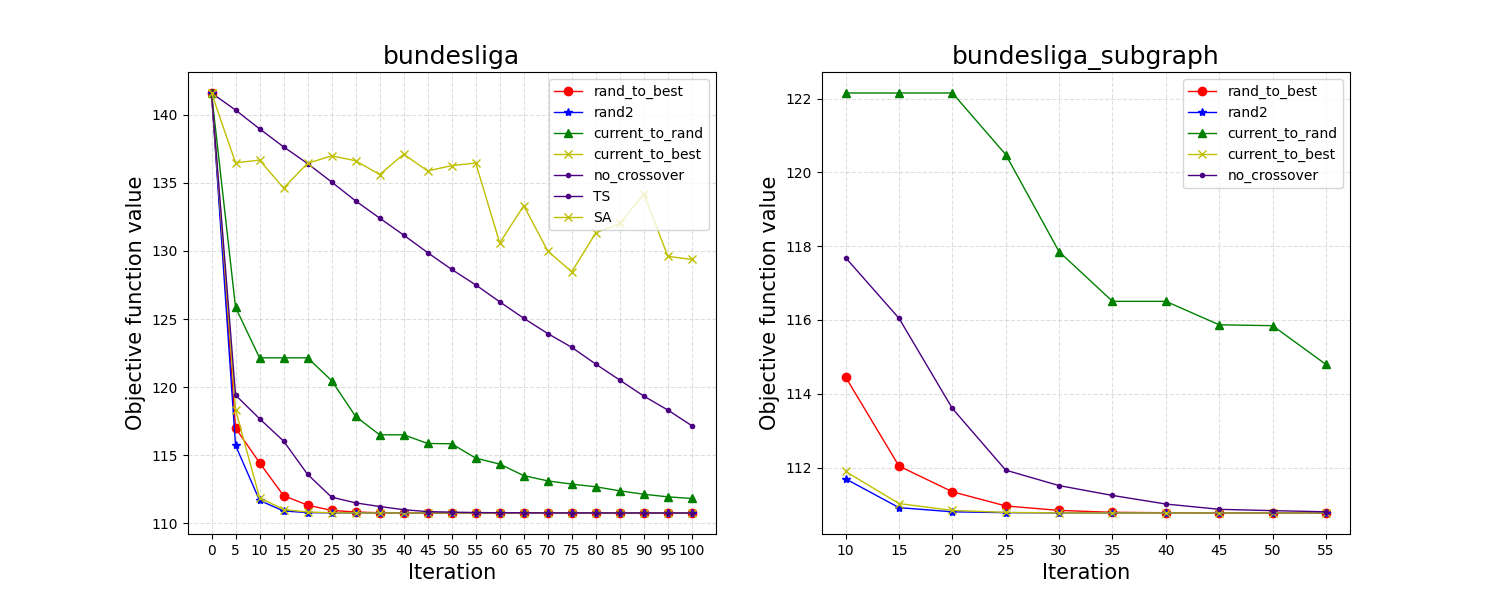 bundesliga
Objective function value
140
135
130
125
120
115
110
0 5 10 15 20 25 30 35 40 45 50 55 60 65 70 75 80 85 90 95 100
Iteration
rand_to_best
rand2
current_to_rand
current_to_best
no_crossover
TS
SA
bundesliga_subgraph
Objective function value
122
120
118
116
114
112
10 15 20 25 30 35 40 45 50 55
Iteration
rand_to_best
rand2
current_to_rand
current_to_best
no_crossover